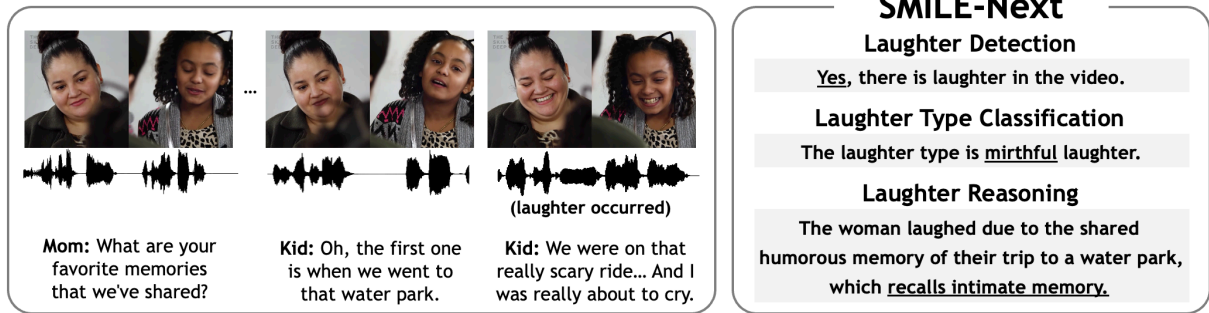 ...
(laughter occurred)
Mom: What are your
favorite memories
that we've shared?
Kid: Oh, the first one
is when we went to
that water park.
Kid: We were on that
really scary ride... And I
was really about to cry.
SMILE-Next
Laughter Detection
Yes, there is laughter in the video.
Laughter Type Classification
The laughter type is mirthful laughter.
Laughter Reasoning
The woman laughed due to the shared
humorous memory of their trip to a water park,
which recalls intimate memory.